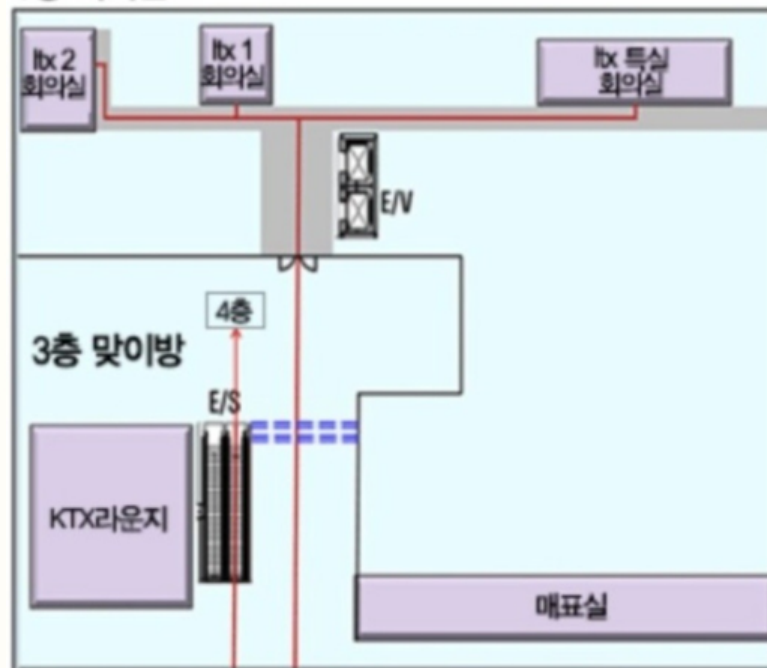 Itx 2
회의실
Itx 1
회의실
Itx 특실
회의실
E/V
4층
3층 맞이방
E/S
KTX라운지
매표실